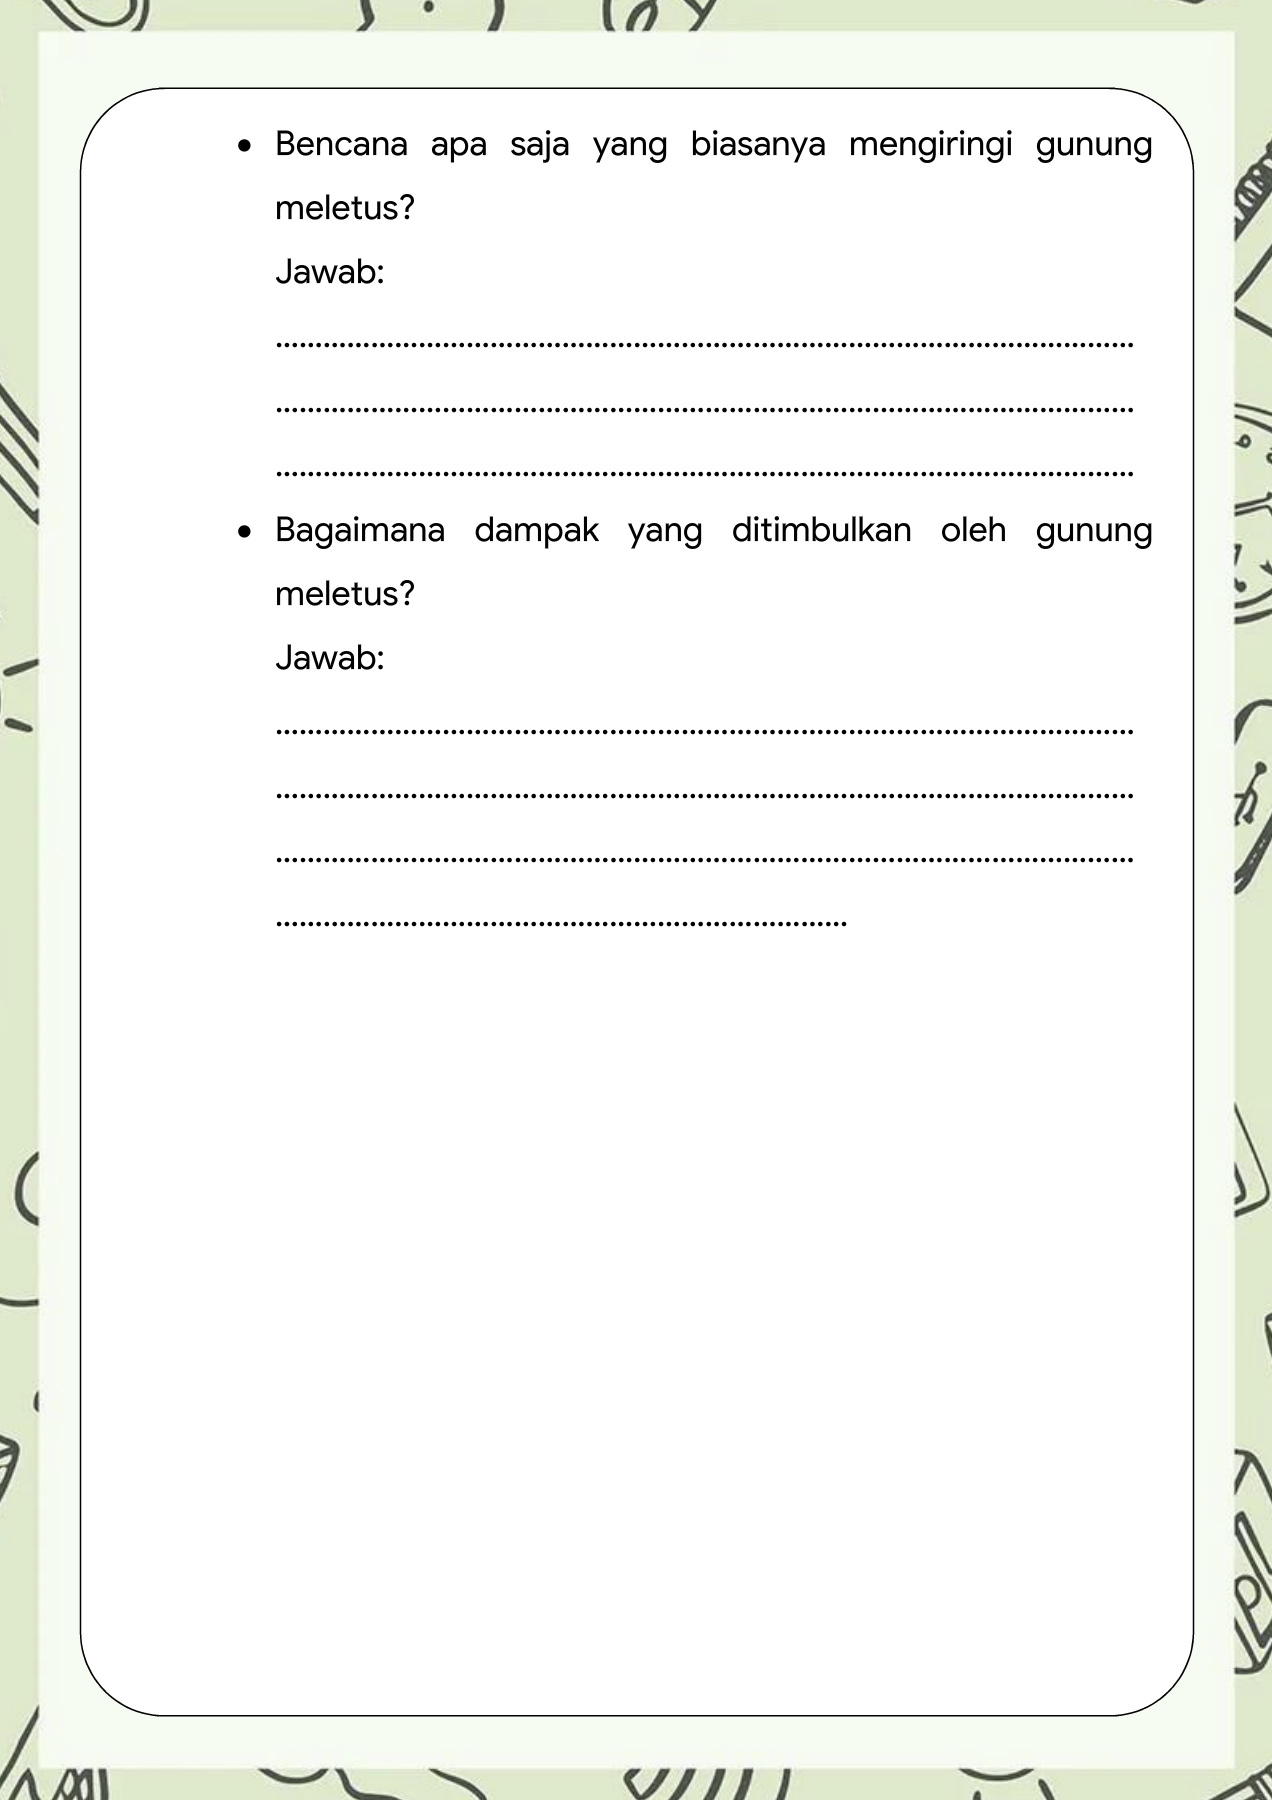 • Bencana apa saja yang biasanya mengiringi gunung
meletus?
Jawab:
............................................................................................................
............................................................................................................
............................................................................................................
• Bagaimana dampak yang ditimbulkan oleh gunung
meletus?
Jawab:
............................................................................................................
............................................................................................................
............................................................................................................
........................................................................